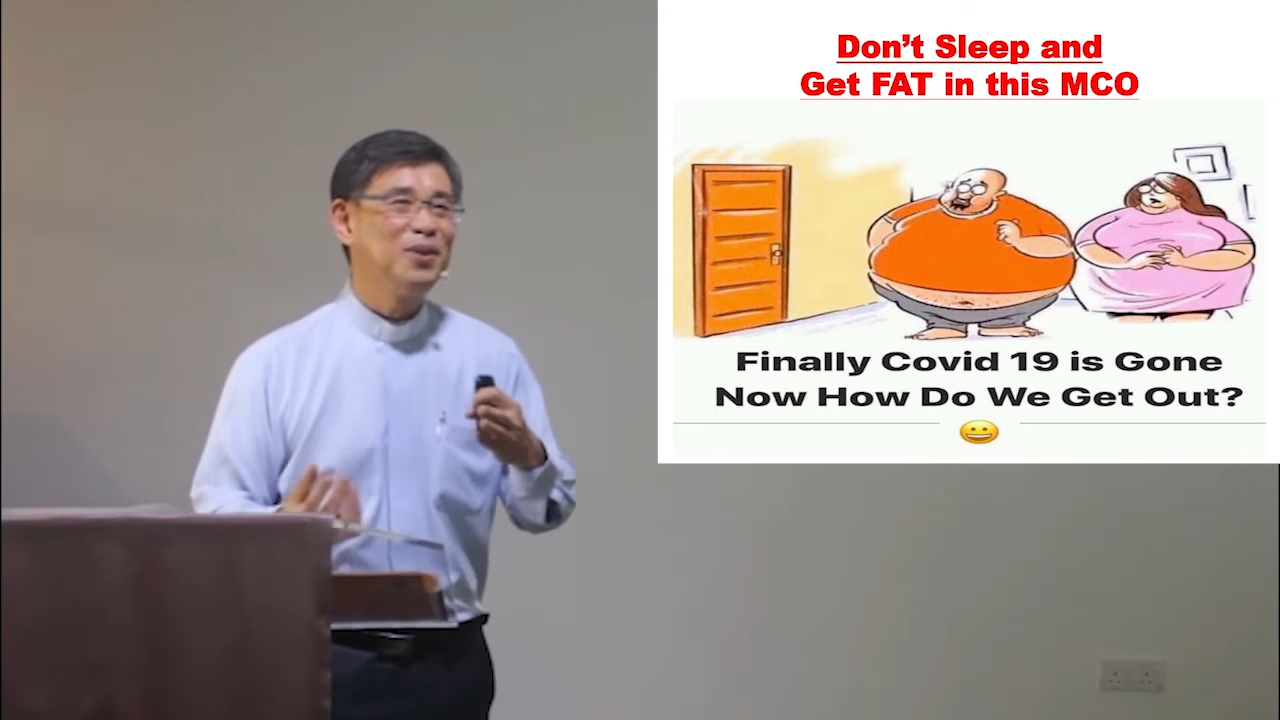 Don’t Sleep and
Get FAT in this MCO
Finally Covid 19 is Gone
Now How Do We Get Out?